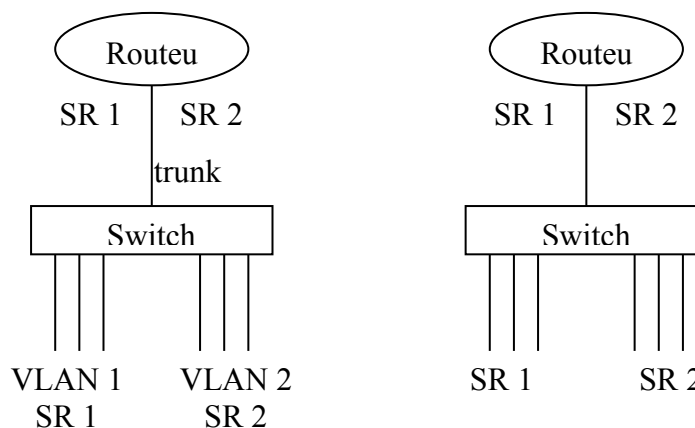 Routeu
SR 1 SR 2
trunk
Switch
VLAN 1 VLAN 2
SR 1 SR 2
Routeu
SR 1 SR 2
Switch
SR 1 SR 2